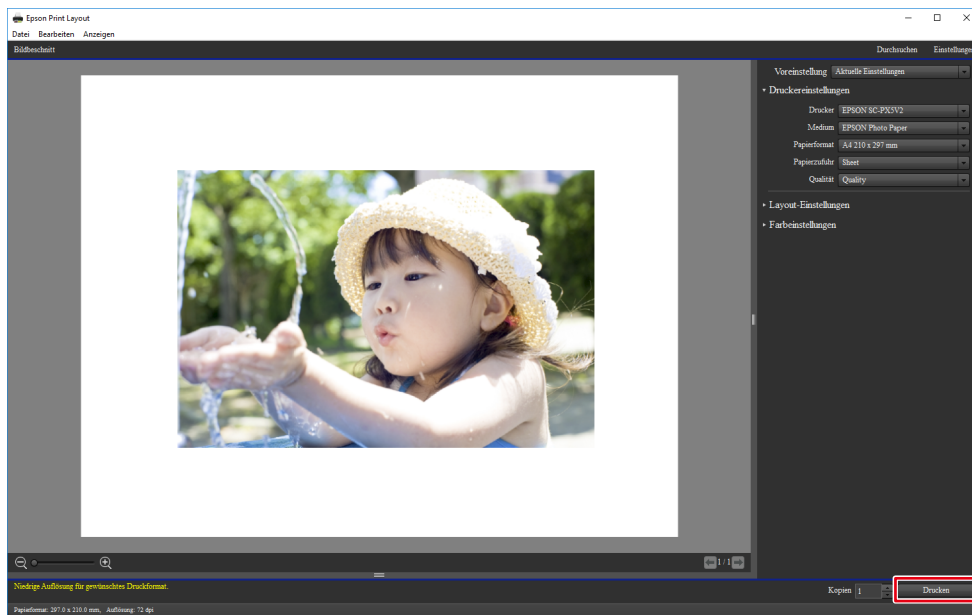 Epson Print Layout
Datei Bearbeiten Anzeigen
Bildbeschnitt Durchsuchen Einstellunge
Voreinstellung Aktuelle Einstellungen
Druckereinstellungen
Drucker EPSON SC-PX5V2
Medium EPSON Photo Paper
Papierformat A4 210 x 297 mm
Papierzufuhr Sheet
Qualität Quality
Layout-Einstellungen
Farbeinstellungen
1 / 1
Niedrige Auflösung für gewünschtes Druckformat.
Kopien 1 Drucken
Papierformat: 297.0 x 210.0 mm, Auflösung: 72 dpi